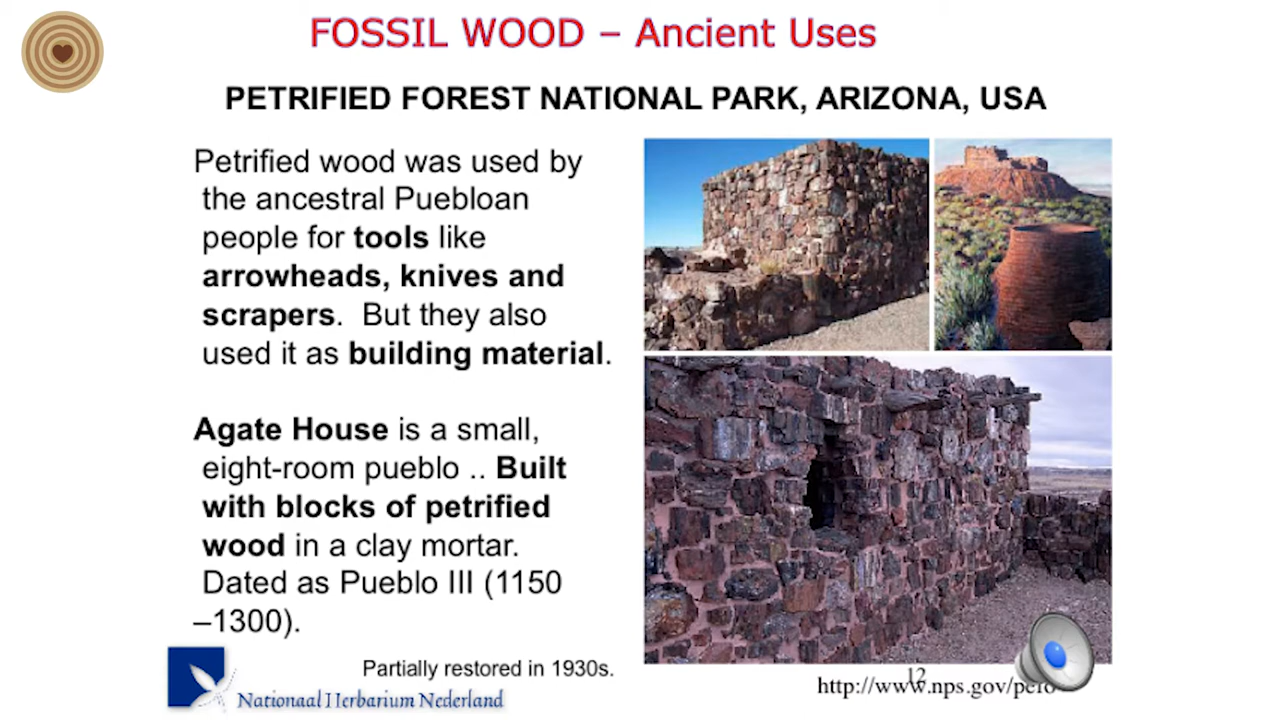 FOSSIL WOOD – Ancient Uses
PETRIFIED FOREST NATIONAL PARK, ARIZONA, USA
Petrified wood was used by
the ancestral Puebloan
people for tools like
arrowheads, knives and
scrapers. But they also
used it as building material.
Agate House is a small,
eight-room pueblo .. Built
with blocks of petrified
wood in a clay mortar.
Dated as Pueblo III (1150
–1300).
Partially restored in 1930s.
Nationaal Herbarium Nederland
12
http://www.nps.gov/pefo